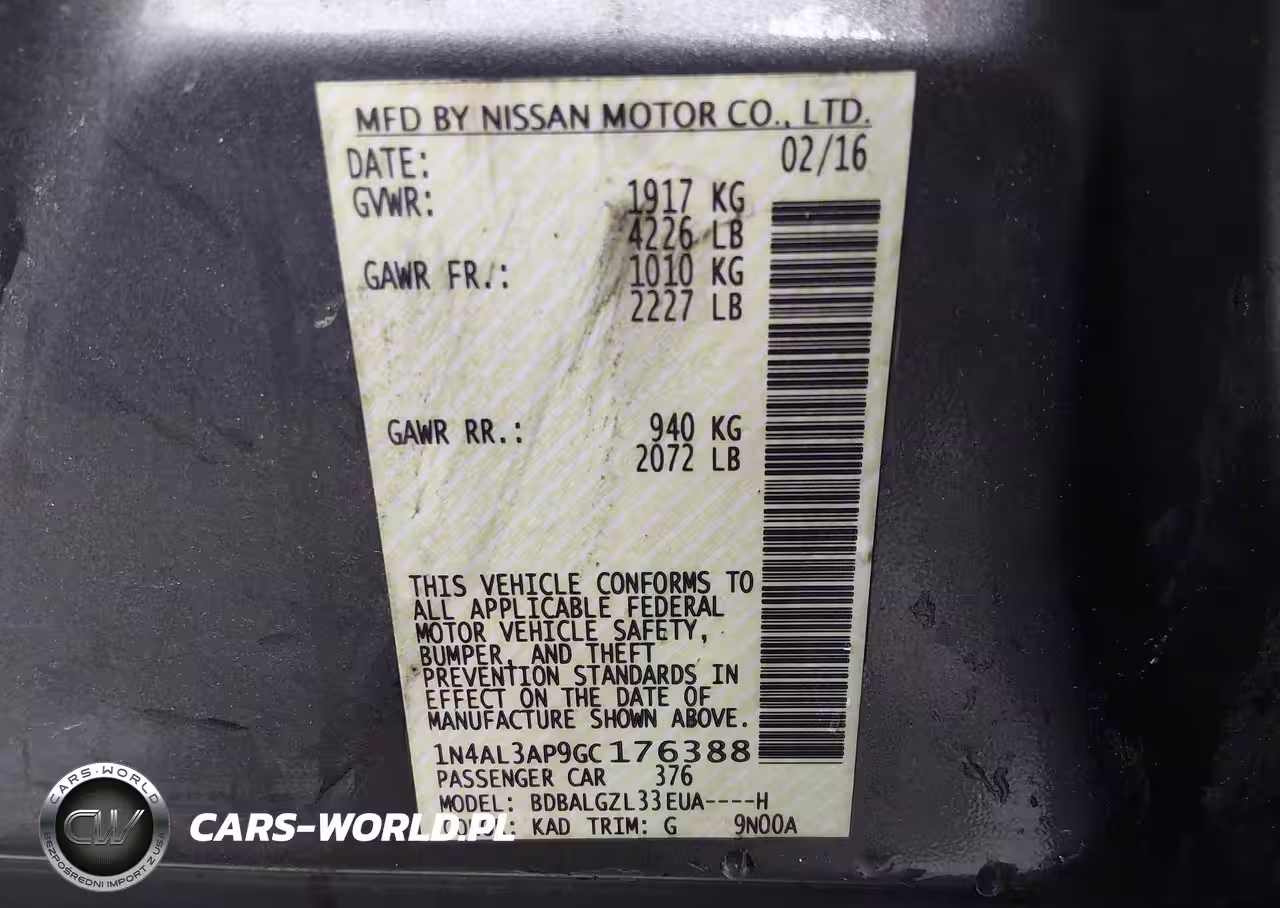 MFD BY NISSAN MOTOR CO., LTD.
DATE: 02/16
GVWR: 1917 KG
4226 LB
GAWR FR.: 1010 KG
2227 LB
GAWR RR.: 940 KG
2072 LB
THIS VEHICLE CONFORMS TO
ALL APPLICABLE FEDERAL
MOTOR VEHICLE SAFETY,
BUMPER, AND THEFT
PREVENTION STANDARDS IN
EFFECT ON THE DATE OF
MANUFACTURE SHOWN ABOVE.
1N4AL3AP9GC176388
PASSENGER CAR 376
MODEL: BDBALGZL33EUA----H
KAD TRIM: G 9N00A
CARS-WORLD
CW
BEZPOŚREDNI IMPORT Z USA
CARS-WORLD.PL